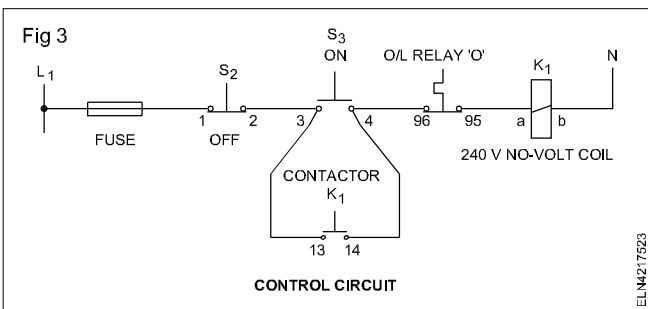 Fig 3
S3
ON
O/L RELAY 'O'
K1
N
L1
S2
1 2 3 4 96 95 a b
FUSE
OFF
240 V NO-VOLT COIL
CONTACTOR
K1
13 14
CONTROL CIRCUIT
ELN4217523